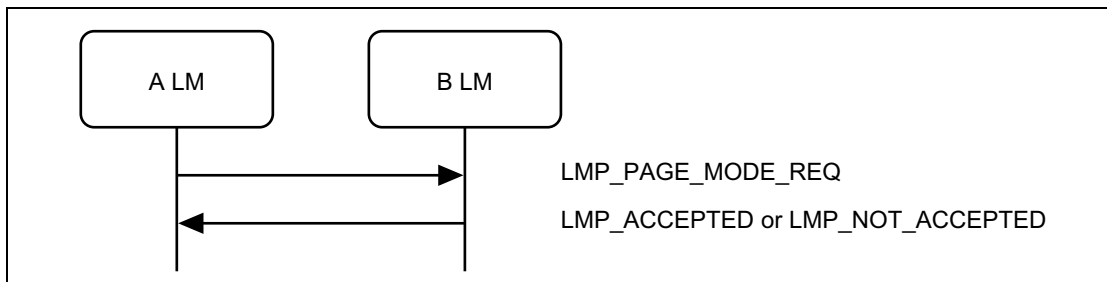 A LM
B LM
LMP_PAGE_MODE_REQ
LMP_ACCEPTED or LMP_NOT_ACCEPTED